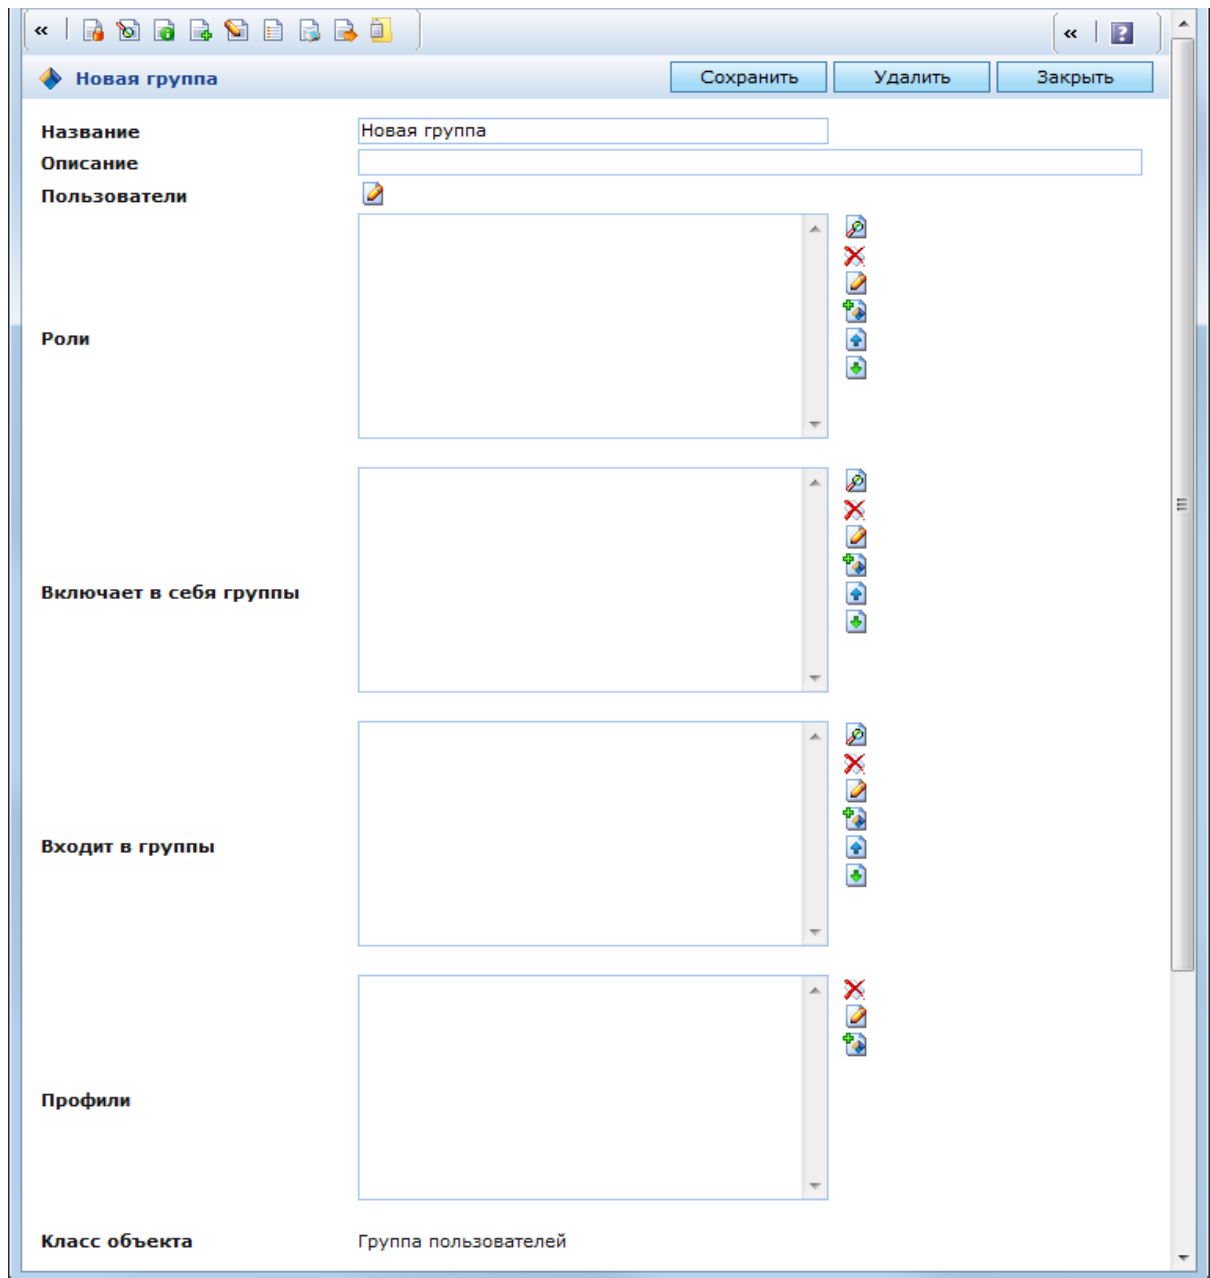 «
«
?
Новая группа
Сохранить
Удалить
Закрыть
Название
Новая группа
Описание
Пользователи
Роли
Включает в себя группы
Входит в группы
Профили
Класс объекта
Группа пользователей